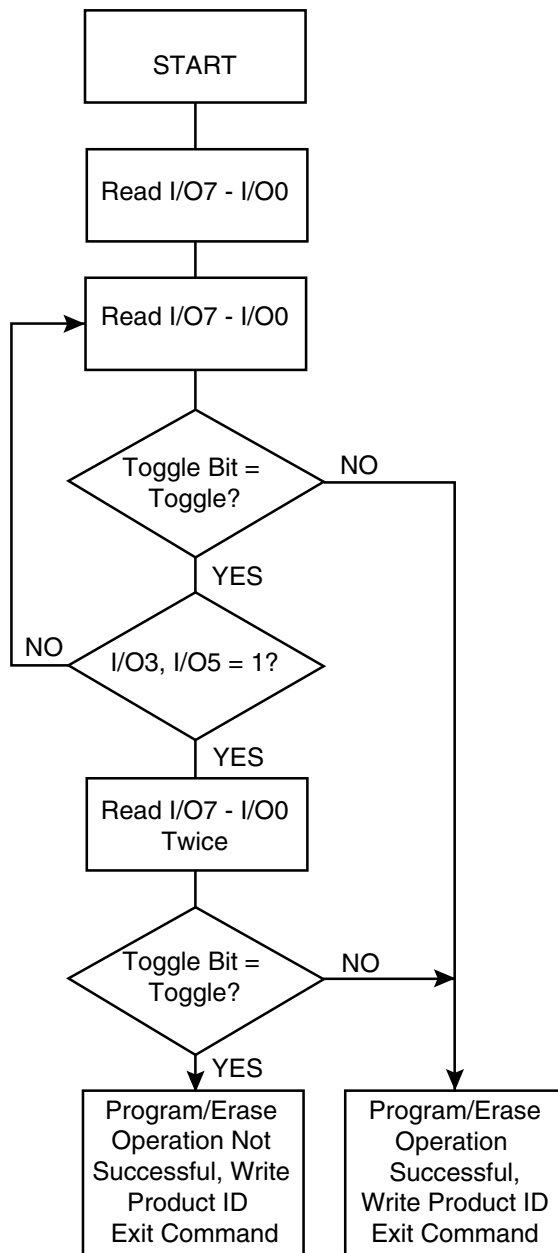 START
Read I/O7 - I/O0
Read I/O7 - I/O0
Toggle Bit =
Toggle?
NO
YES
NO
I/O3, I/O5 = 1?
YES
Read I/O7 - I/O0
Twice
Toggle Bit =
Toggle?
NO
YES
Program/Erase
Operation Not
Successful, Write
Product ID
Exit Command
Program/Erase
Operation
Successful,
Write Product ID
Exit Command